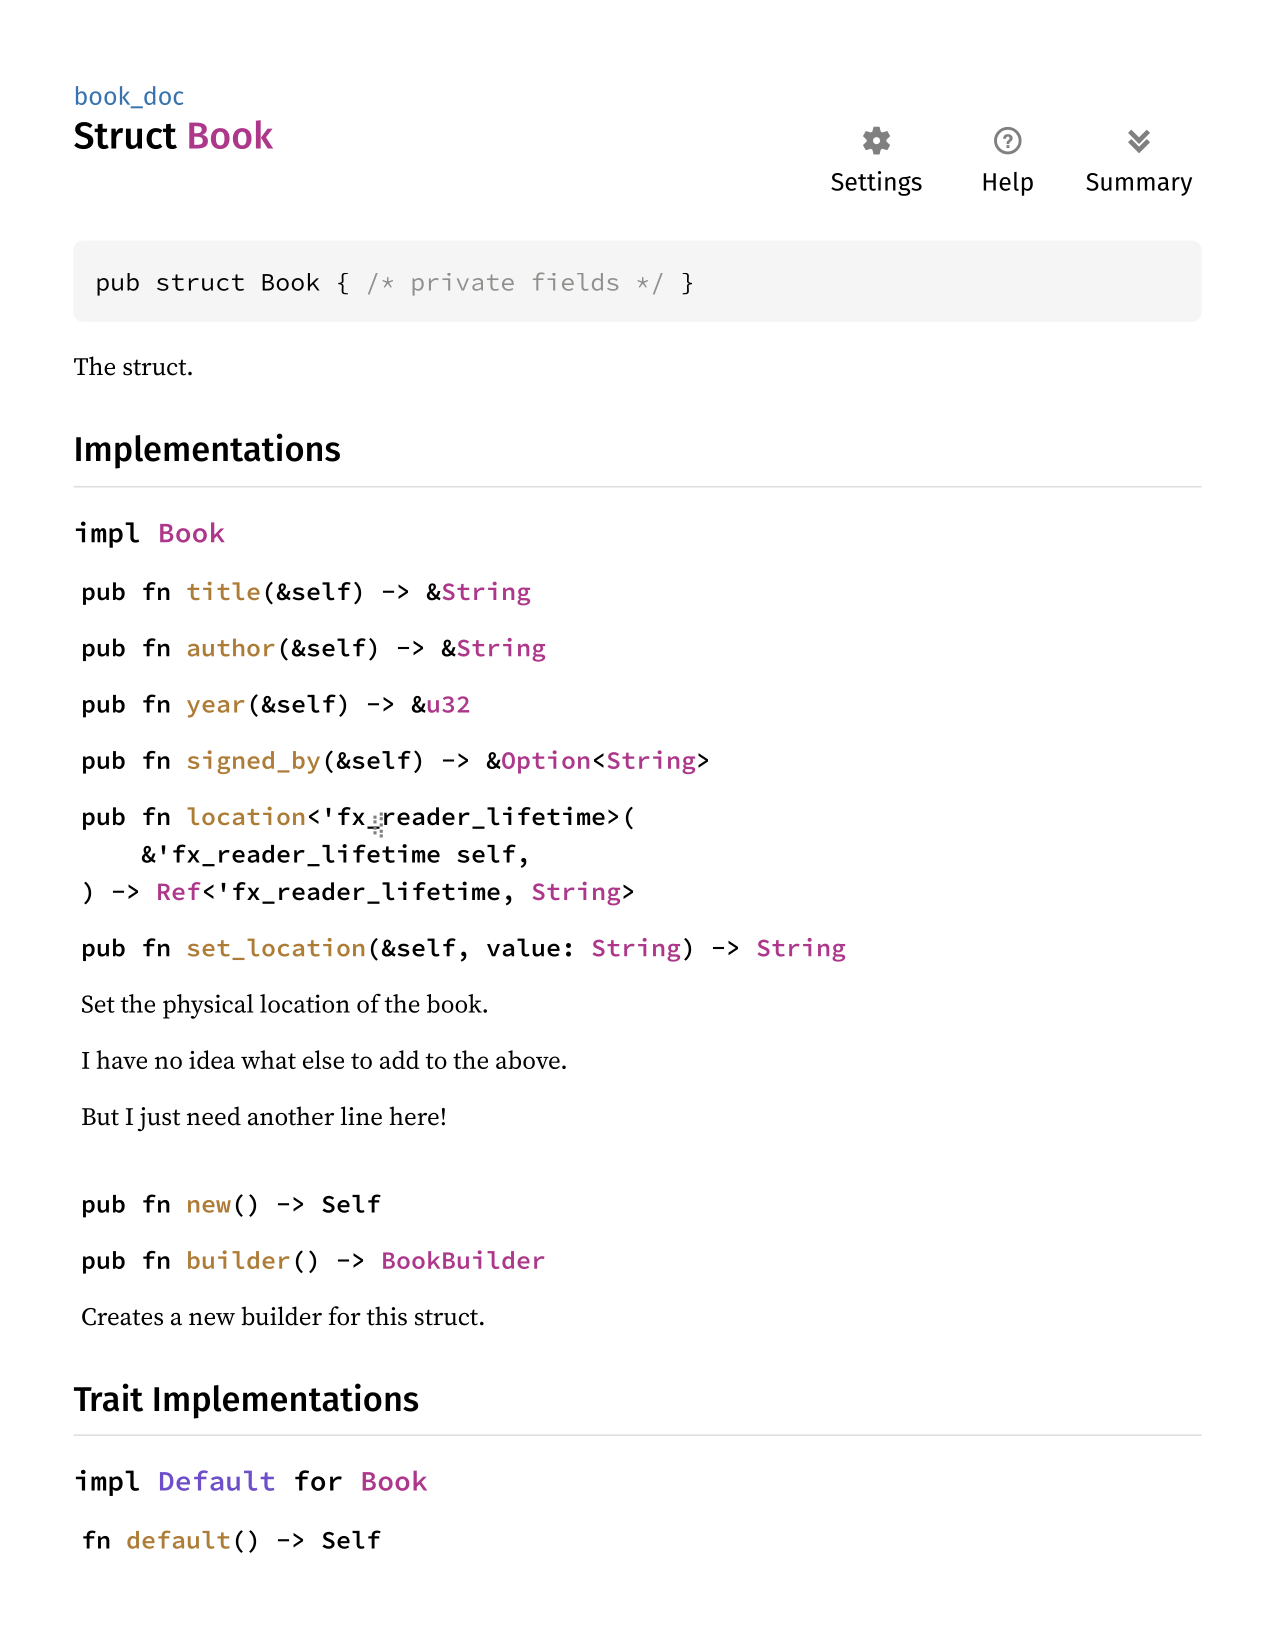 book_doc
Struct Book
Settings
Help
Summary
pub struct Book { /* private fields */ }
The struct.
Implementations
impl Book
pub fn title(&self) -> &String
pub fn author(&self) -> &String
pub fn year(&self) -> &u32
pub fn signed_by(&self) -> &Option<String>
pub fn location<'fx_reader_lifetime>(
    &'fx_reader_lifetime self,
) -> Ref<'fx_reader_lifetime, String>
pub fn set_location(&self, value: String) -> String
Set the physical location of the book.
I have no idea what else to add to the above.
But I just need another line here!
pub fn new() -> Self
pub fn builder() -> BookBuilder
Creates a new builder for this struct.
Trait Implementations
impl Default for Book
fn default() -> Self